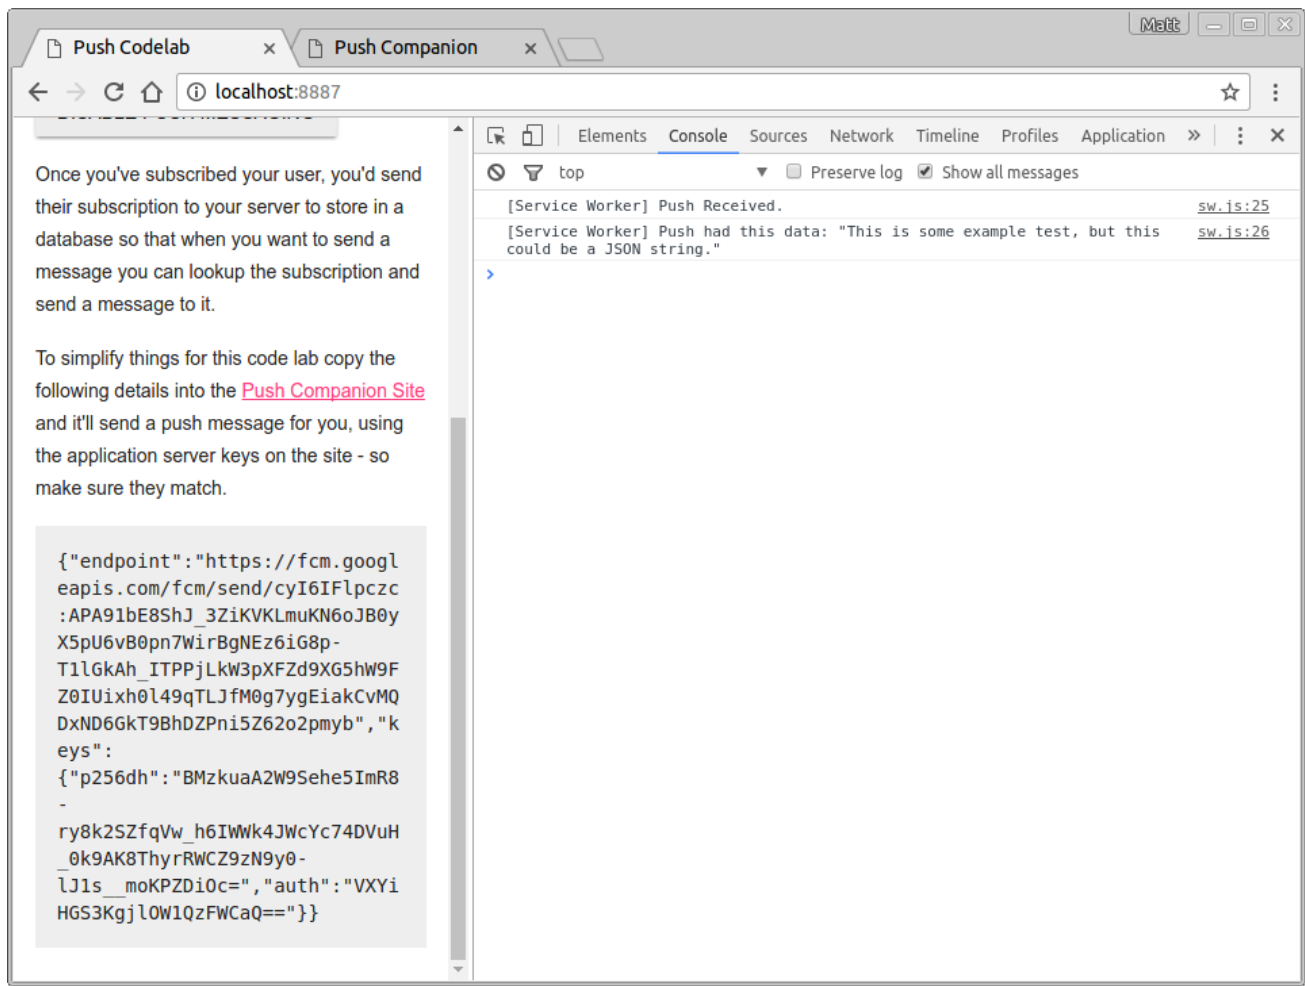 Matt
Push Codelab
Push Companion
localhost:8887
DISABLE PUSH MESSAGING
Once you've subscribed your user, you'd send
their subscription to your server to store in a
database so that when you want to send a
message you can lookup the subscription and
send a message to it.
To simplify things for this code lab copy the
following details into the Push Companion Site
and it'll send a push message for you, using
the application server keys on the site - so
make sure they match.
{"endpoint":"https://fcm.googl
eapis.com/fcm/send/cyI6IFlpczc
:APA91bE8ShJ_3ZiKVKLmuKN6oJB0y
X5pU6vB0pn7WirBgNEz6iG8p-
T1lGkAh_ITPPjLkW3pXFZd9XG5hW9F
Z0IUixh0l49qTLJfM0g7ygEiakCvMQ
DxND6GkT9BhDZPni5Z62o2pmyb","k
eys":
{"p256dh":"BMzkuaA2W9Sehe5ImR8
-
ry8k2SZfqVw_h6IWWk4JWcYc74DVuH
_0k9AK8ThyrRWCZ9zN9y0-
lJ1s__moKPZDiOc=","auth":"VXYi
HGS3KgjlOW1QzFWCaQ=="}}
Elements Console Sources Network Timeline Profiles Application »
top Preserve log Show all messages
[Service Worker] Push Received. sw.js:25
[Service Worker] Push had this data: "This is some example test, but this sw.js:26
could be a JSON string."